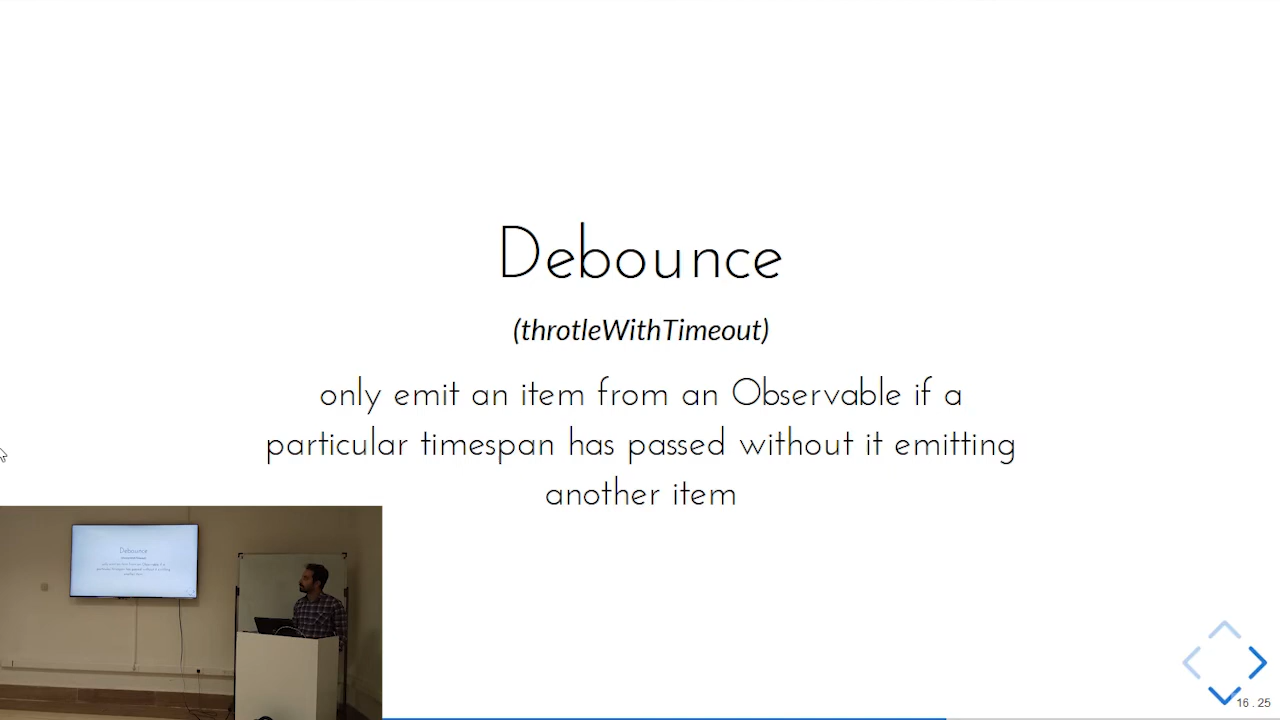 Debounce
(throtleWithTimeout)
only emit an item from an Observable if a
particular timespan has passed without it emitting
another item
16 . 25